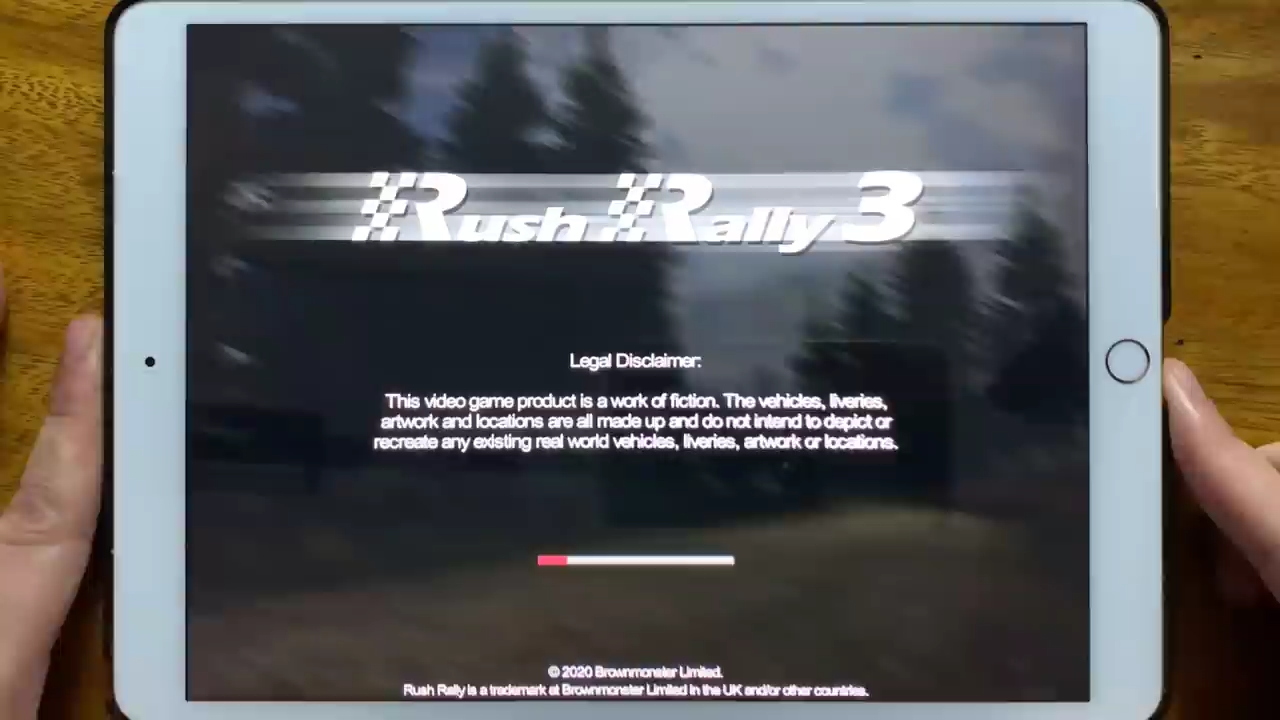 Rush Rally 3
Legal Disclaimer:
This video game product is a work of fiction. The vehicles, liveries,
artwork and locations are all made up and do not intend to depict or
recreate any existing real world vehicles, liveries, artwork or locations.
© 2020 Brownmonster Limited.
Rush Rally is a trademark at Brownmonster Limited in the UK and/or other countries.